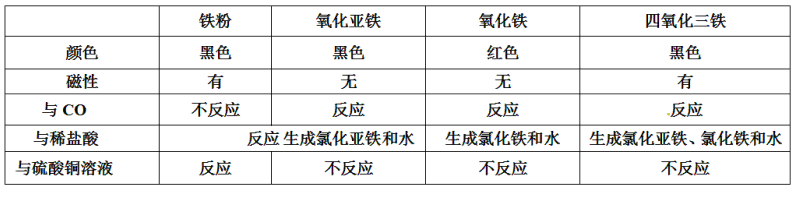 铁粉 氧化亚铁 氧化铁 四氧化三铁
颜色 黑色 黑色 红色 黑色
磁性 有 无 无 有
与 CO 不反应 反应 反应 反应
与稀盐酸 反应 生成氯化亚铁和水 生成氯化铁和水 生成氯化亚铁、氯化铁和水
与硫酸铜溶液 反应 不反应 不反应 不反应